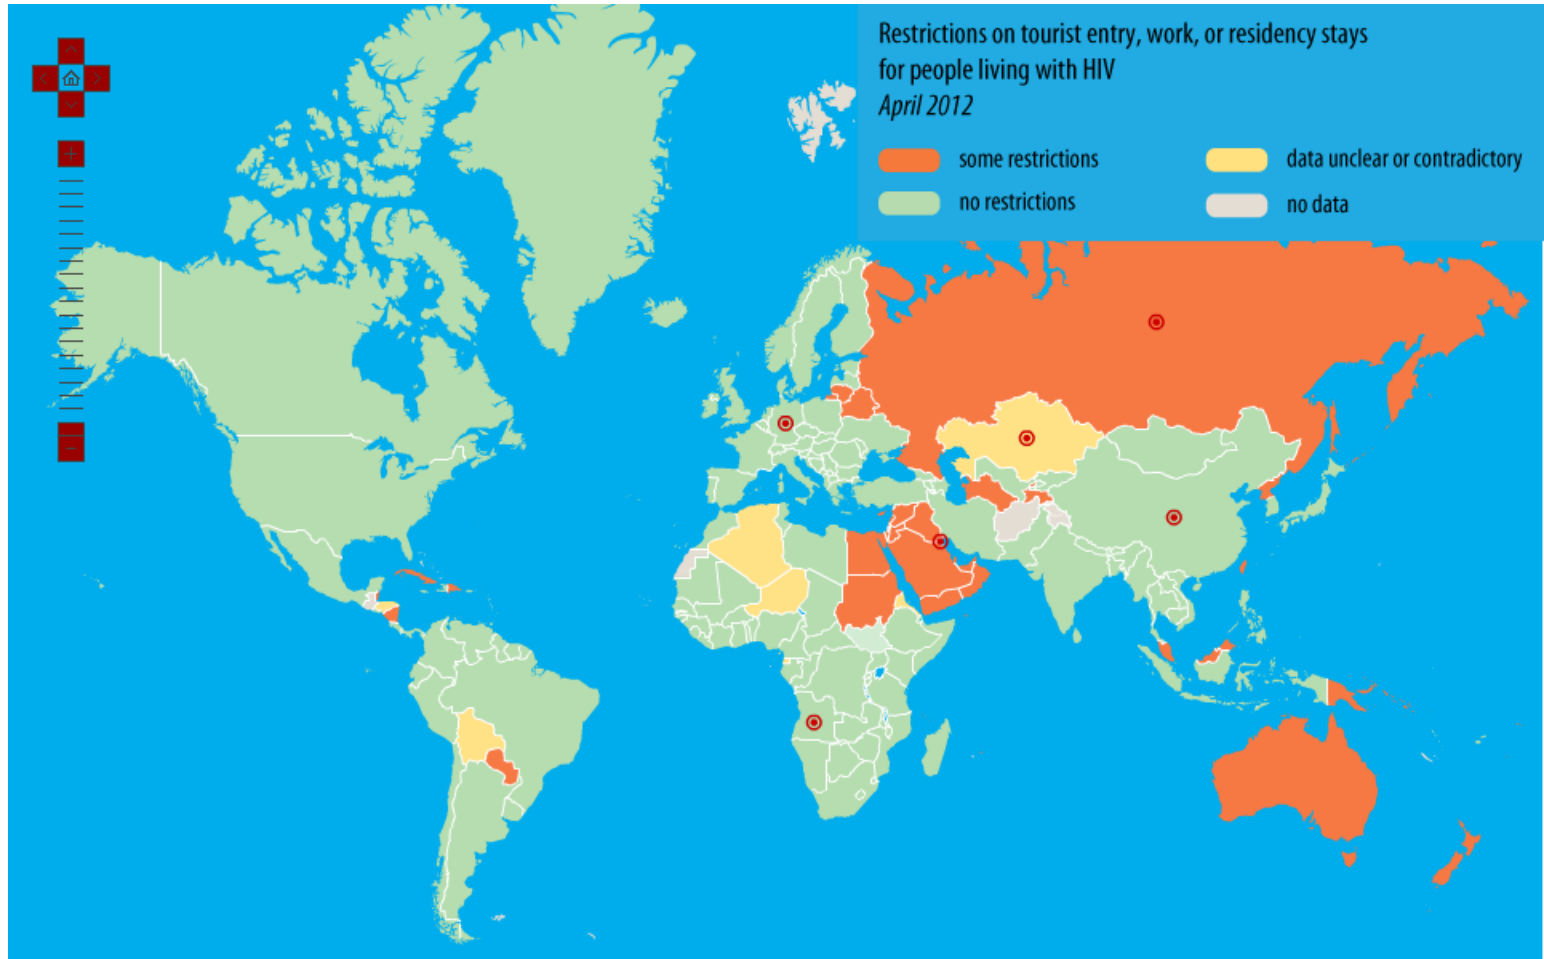 Restrictions on tourist entry, work, or residency stays
for people living with HIV
April 2012
some restrictions
data unclear or contradictory
no restrictions
no data